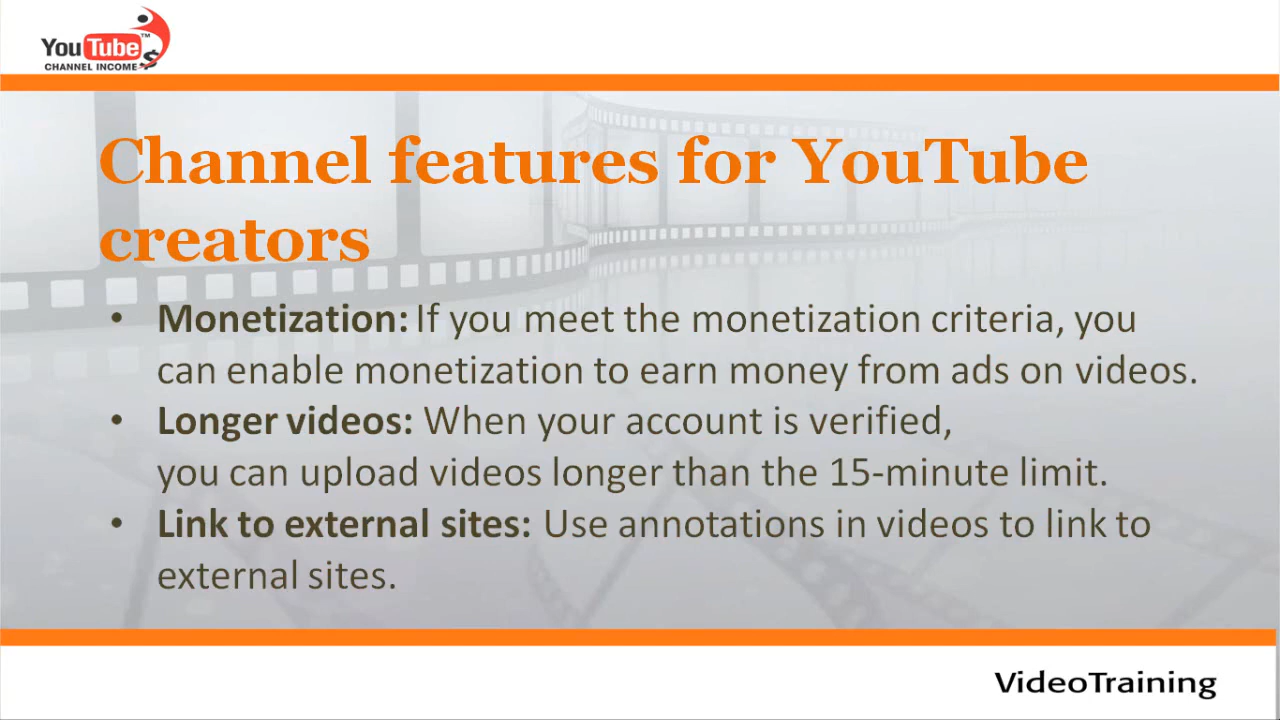 YouTube™
CHANNEL INCOME
Channel features for YouTube
creators
• Monetization: If you meet the monetization criteria, you
can enable monetization to earn money from ads on videos.
• Longer videos: When your account is verified,
you can upload videos longer than the 15-minute limit.
• Link to external sites: Use annotations in videos to link to
external sites.
VideoTraining